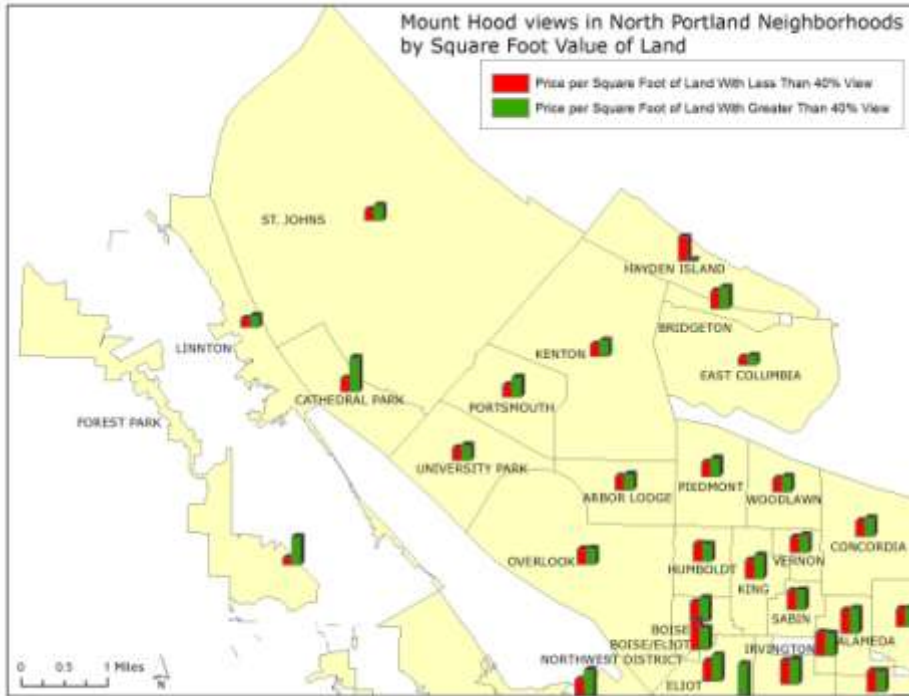 Mount Hood views in North Portland Neighborhoods
by Square Foot Value of Land
Price per Square Foot of Land With Less Than 40% View
Price per Square Foot of Land With Greater Than 40% View
ST. JOHNS
HAYDEN ISLAND
BRIDGETON
LINNTON
KENTON
EAST COLUMBIA
CATHEDRAL PARK
PORTSMOUTH
FOREST PARK
UNIVERSITY PARK
ARBOR LODGE
PIEDMONT
WOODLAWN
CONCORDIA
OVERLOOK
HUMBOLDT
VERNON
KING
SABIN
BOISE
BOISE/ELIOT
IRVINGTON
ALAMEDA
NORTHWEST DISTRICT
ELIOT
0 0.5 1 Miles
N